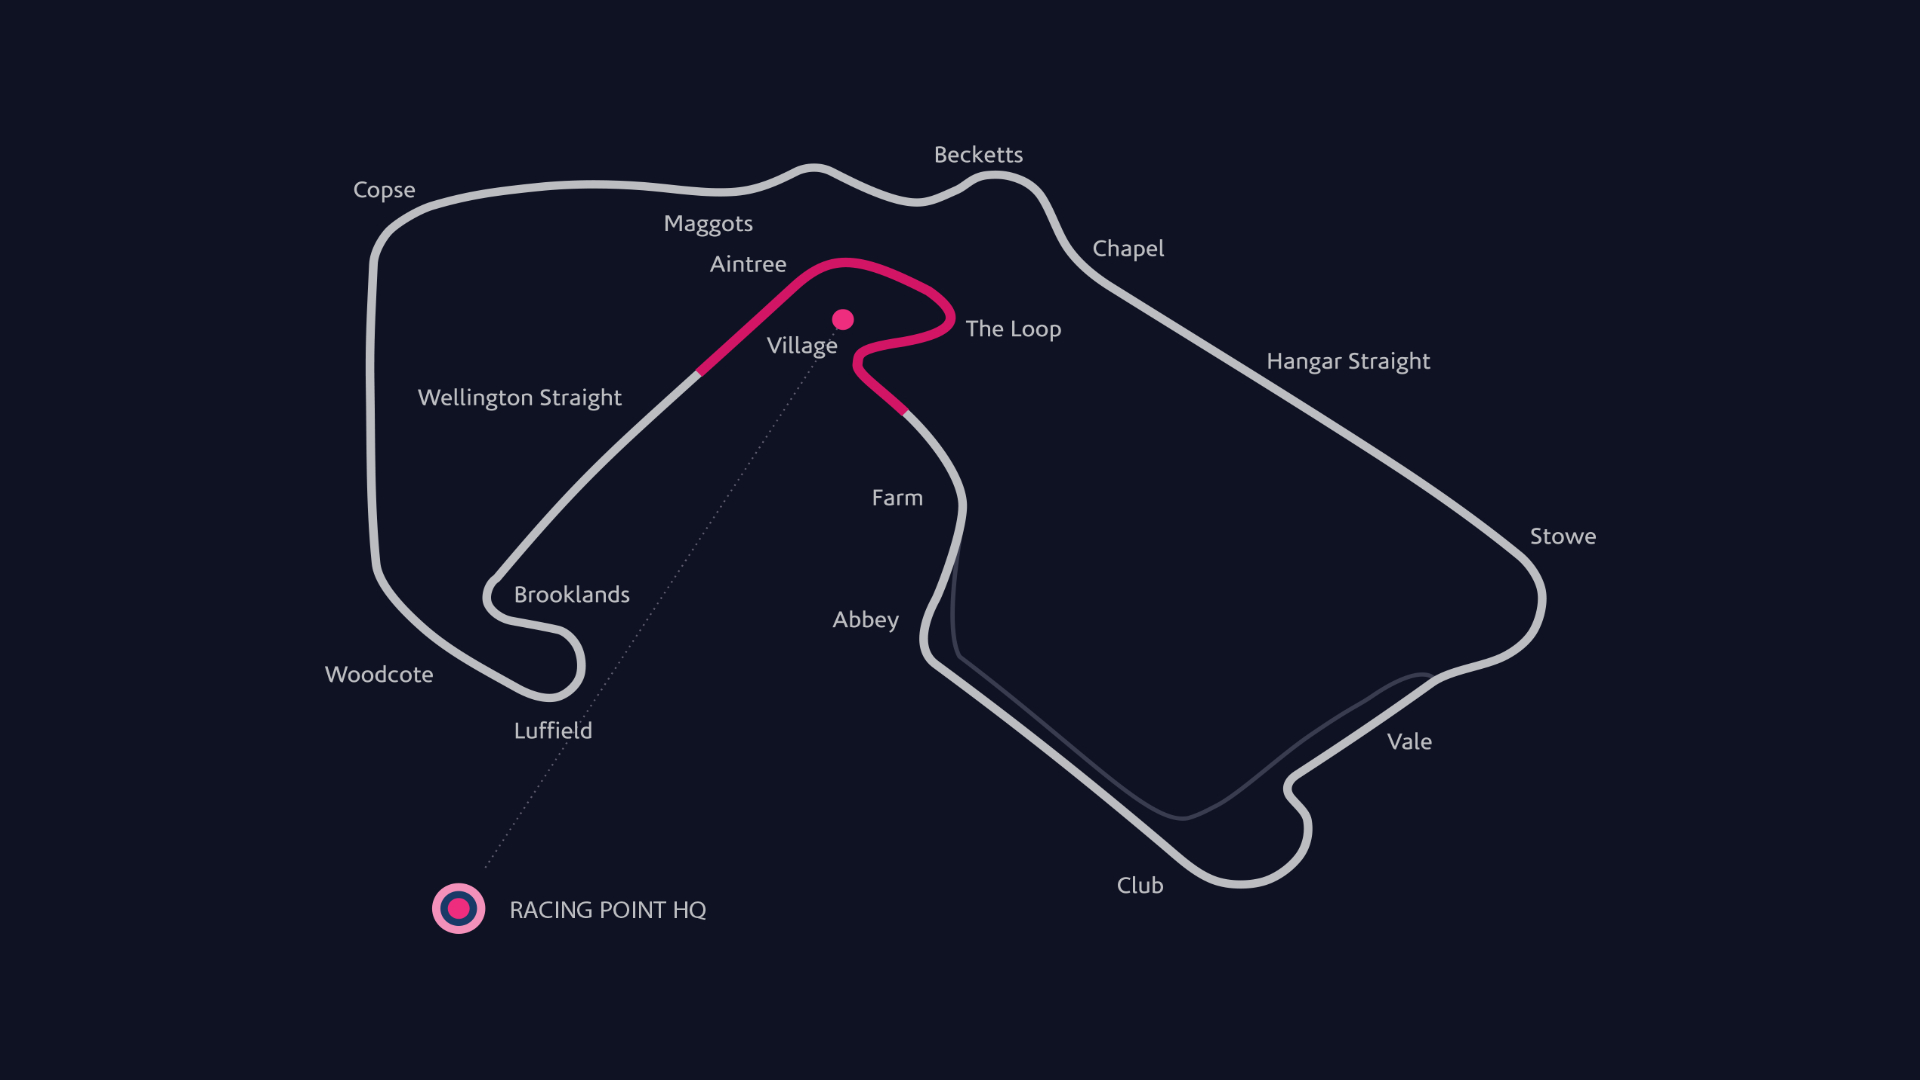 Becketts
Copse
Maggots
Chapel
Aintree
The Loop
Village
Hangar Straight
Wellington Straight
Farm
Stowe
Brooklands
Abbey
Woodcote
Luffield
Vale
Club
RACING POINT HQ